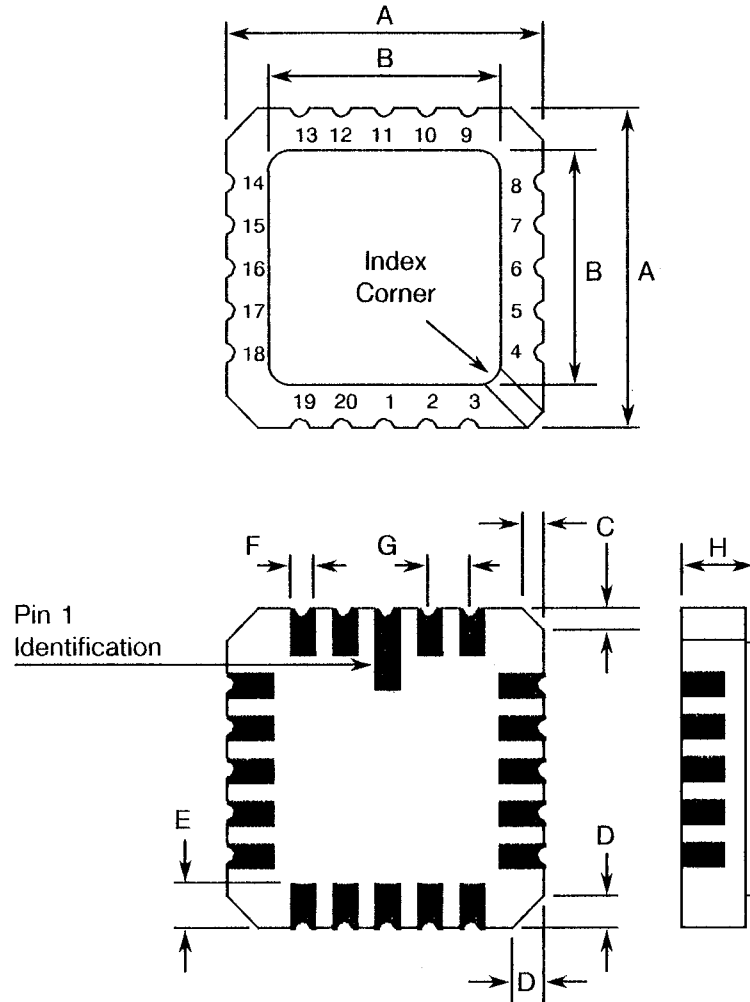 A
B
13 12 11 10 9
14 8
15 7
16 6
17 5
18 4
Index
Corner
B A
19 20 1 2 3
F G C H
Pin 1
Identification
E D
D